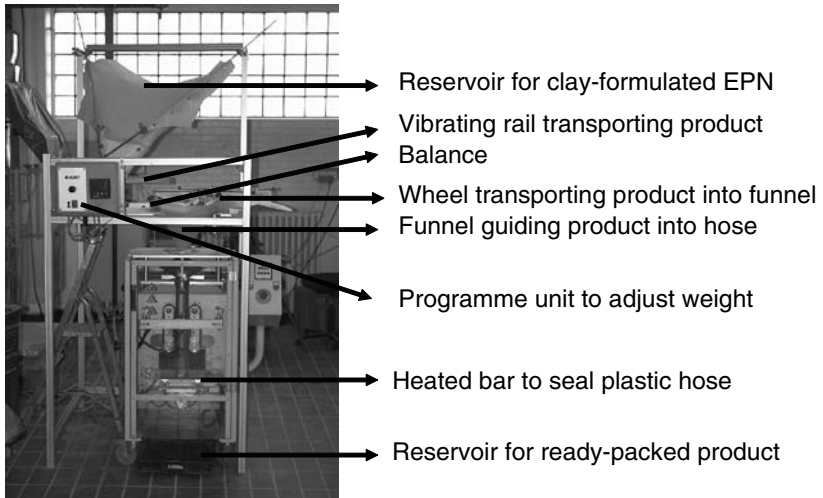 Reservoir for clay-formulated EPN
Vibrating rail transporting product
Balance
Wheel transporting product into funnel
Funnel guiding product into hose
Programme unit to adjust weight
Heated bar to seal plastic hose
Reservoir for ready-packed product